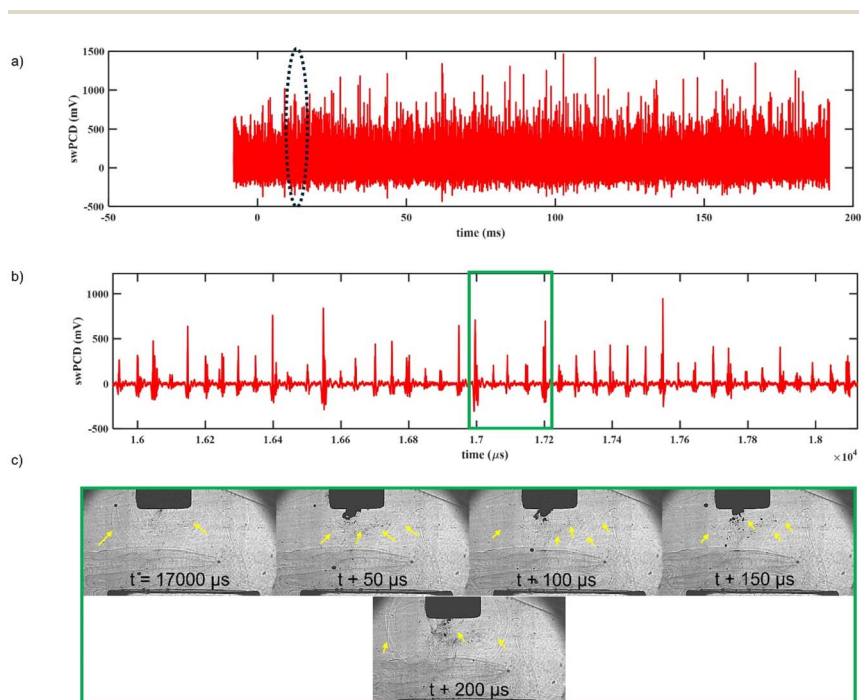 a)
swPCD (mV)
1500
1000
500
0
-500
-50 0 50 100 150 200
time (ms)
b)
swPCD (mV)
1000
500
0
-500
1.6 1.62 1.64 1.66 1.68 1.7 1.72 1.74 1.76 1.78 1.8
time (μs)
×10⁴
c)
t = 17000 μs
t + 50 μs
t + 100 μs
t + 150 μs
t + 200 μs